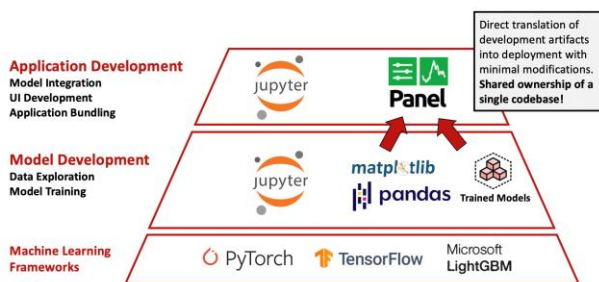 Direct translation of
development artifacts
into deployment with
minimal modifications.
Shared ownership of a
single codebase!
Application Development
Model Integration
UI Development
Application Bundling
jupyter
Panel
Model Development
Data Exploration
Model Training
jupyter
matplotlib
pandas
Trained Models
Machine Learning
Frameworks
PyTorch
TensorFlow
Microsoft
LightGBM